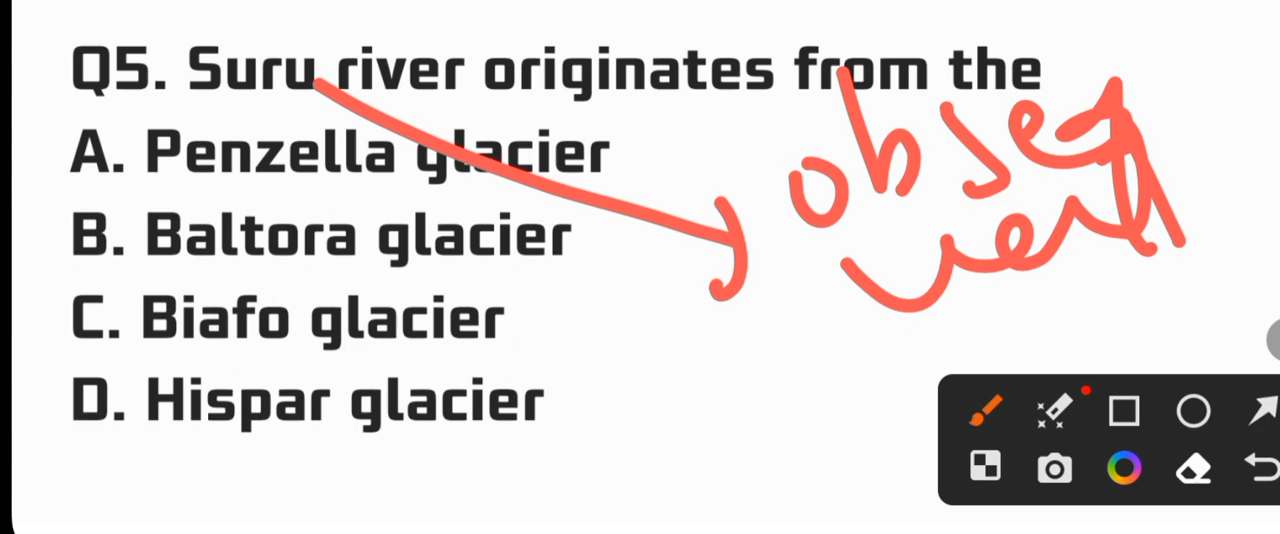 Q5. Suru river originates from the
A. Penzella glacier
B. Baltora glacier
C. Biafo glacier
D. Hispar glacier